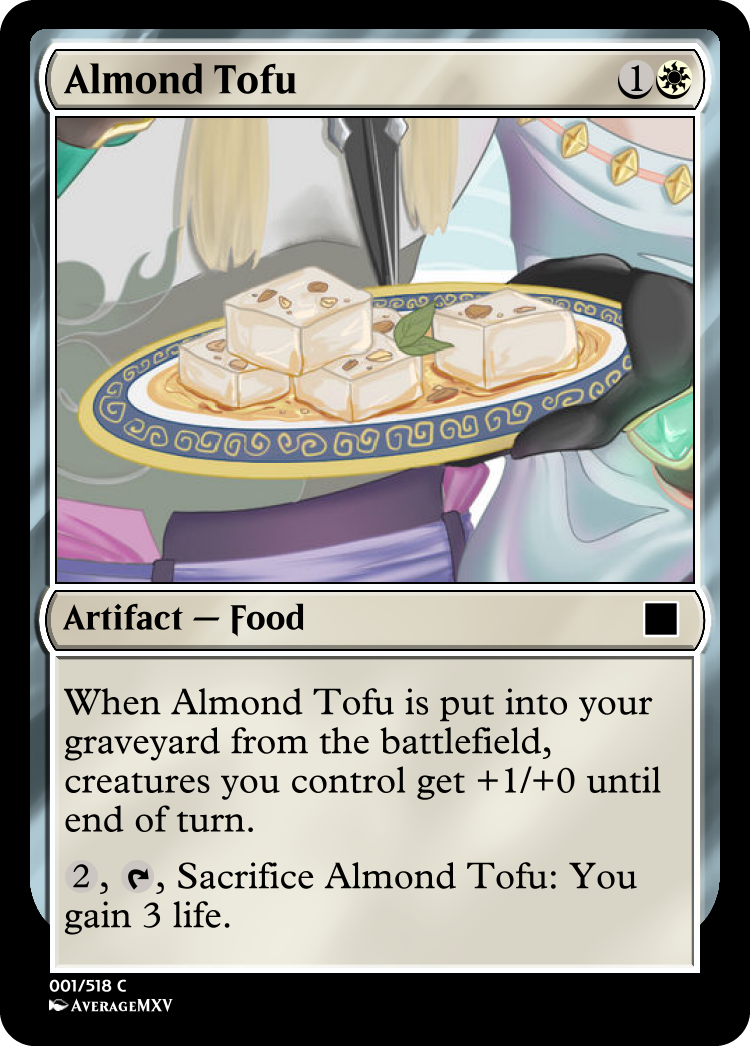 Almond Tofu 1
Artifact — Food
When Almond Tofu is put into your
graveyard from the battlefield,
creatures you control get +1/+0 until
end of turn.
2, , Sacrifice Almond Tofu: You
gain 3 life.
001/518 C
AverageMXV